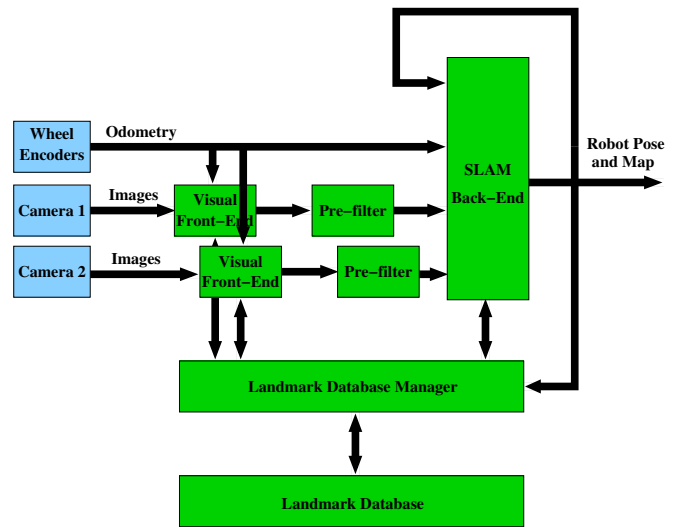 Wheel
Encoders
Odometry
Robot Pose
and Map
SLAM
Back−End
Camera 1
Images
Visual
Front−End
Pre−filter
Camera 2
Images
Visual
Front−End
Pre−filter
Landmark Database Manager
Landmark Database